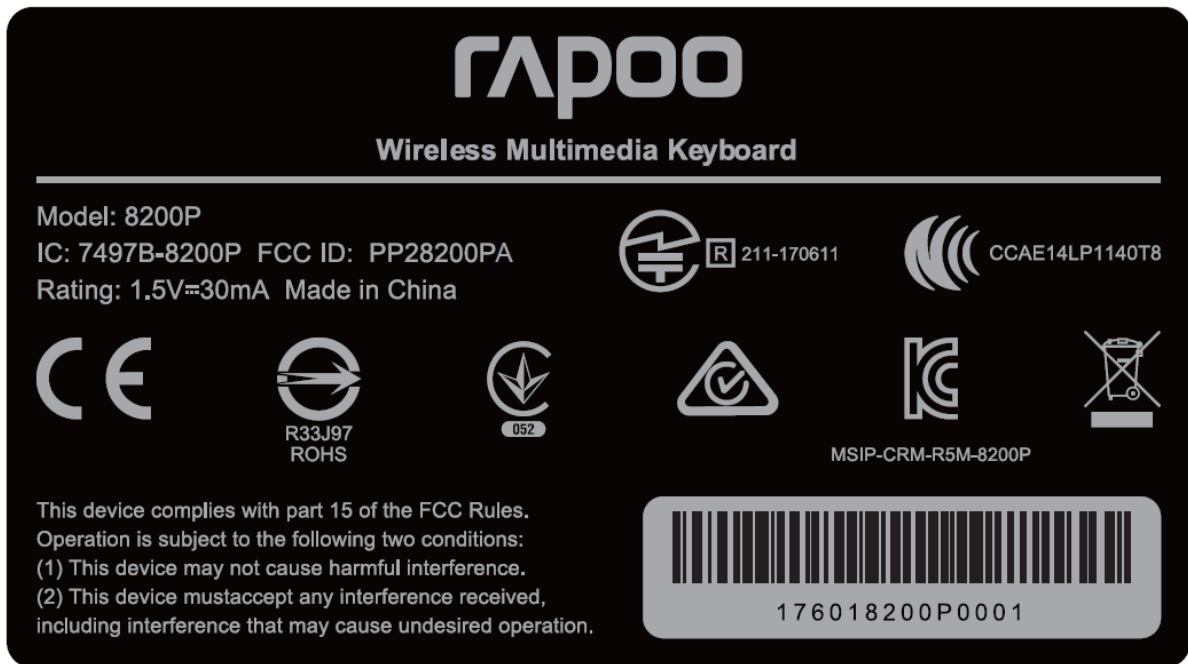 rapoo
Wireless Multimedia Keyboard
Model: 8200P
IC: 7497B-8200P FCC ID: PP28200PA
Rating: 1.5V⎓30mA Made in China
R 211-170611
CCAE14LP1140T8
CE
R33J97
ROHS
052
MSIP-CRM-R5M-8200P
This device complies with part 15 of the FCC Rules.
Operation is subject to the following two conditions:
(1) This device may not cause harmful interference.
(2) This device mustaccept any interference received,
including interference that may cause undesired operation.
176018200P0001